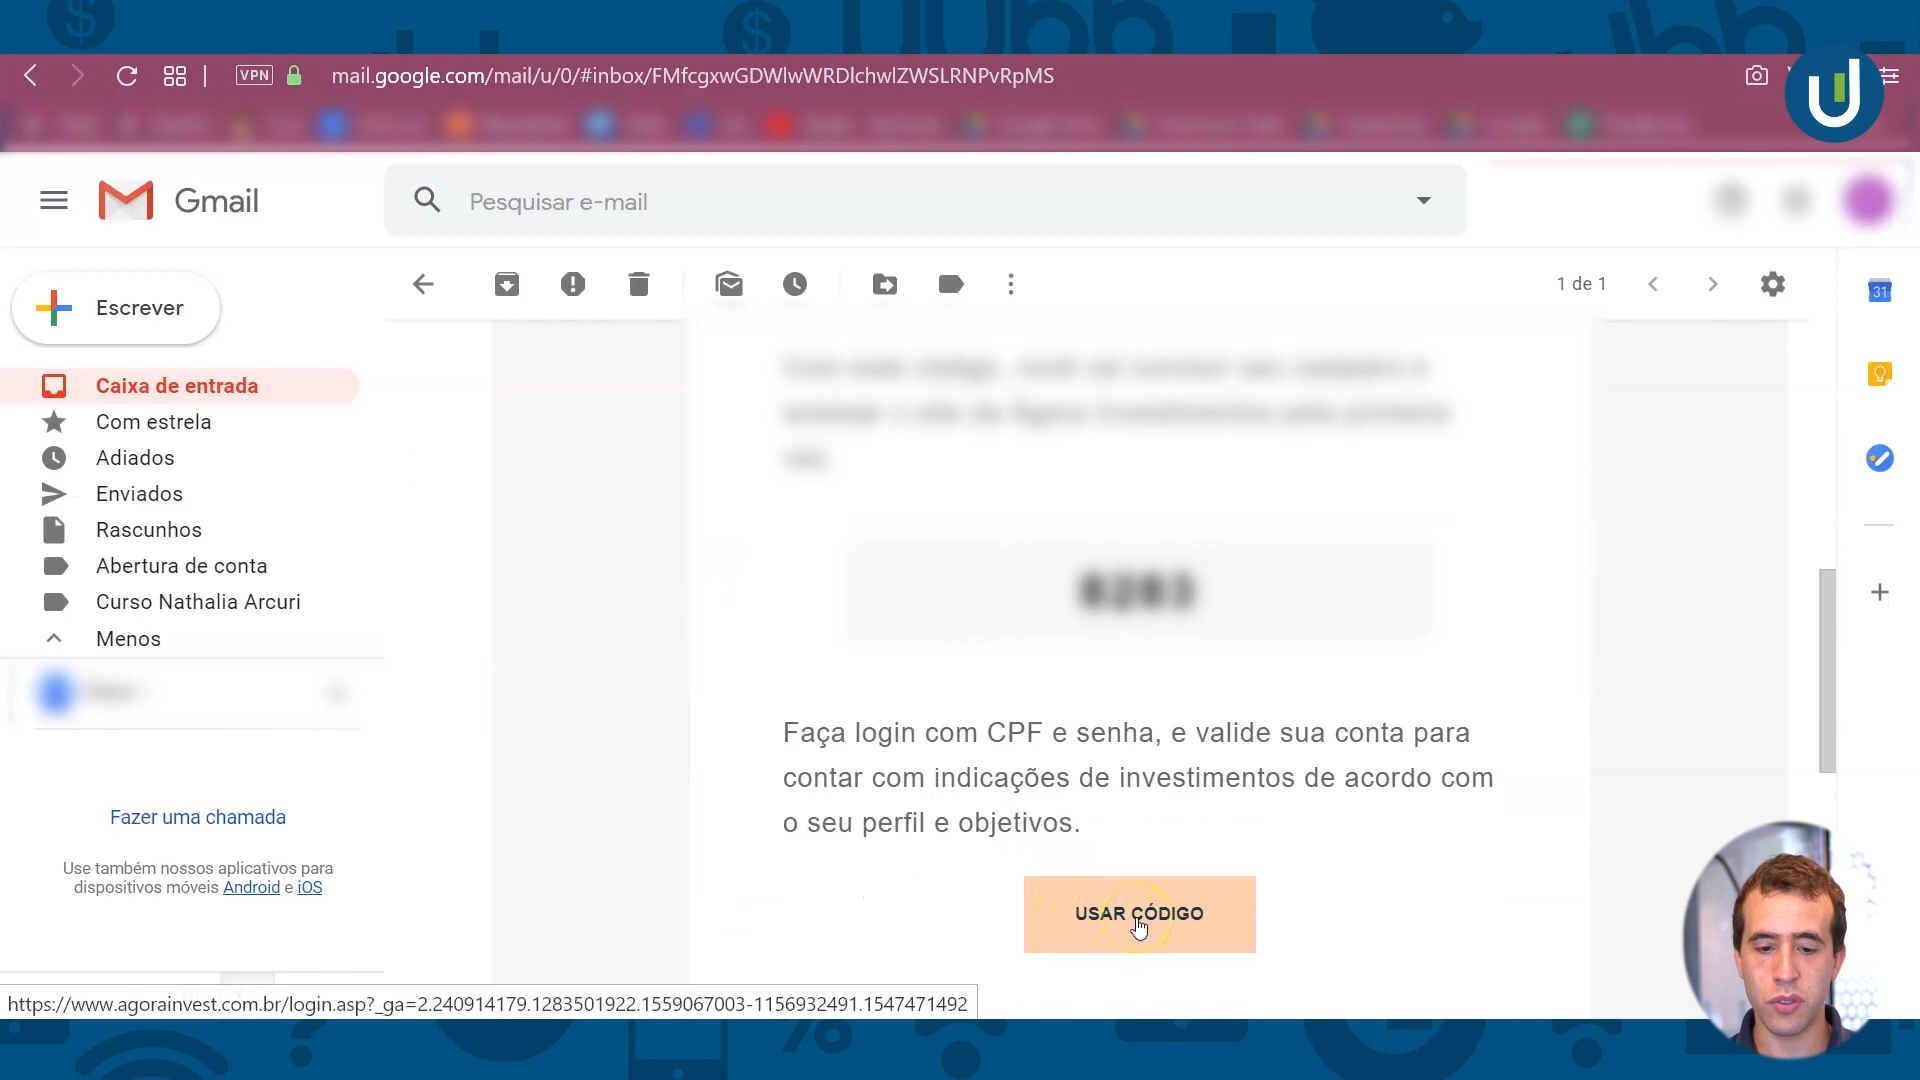 VPN
mail.google.com/mail/u/0/#inbox/FMfcgxwGDWlwWRDlchwlZWSLRNPvRpMS
Gmail
Pesquisar e-mail
Escrever
1 de 1
31
Caixa de entrada
Com estrela
Adiados
Enviados
Rascunhos
Abertura de conta
Curso Nathalia Arcuri
Menos
Faça login com CPF e senha, e valide sua conta para
contar com indicações de investimentos de acordo com
o seu perfil e objetivos.
USAR CÓDIGO
Fazer uma chamada
Use também nossos aplicativos para
dispositivos móveis Android e iOS
https://www.agorainvest.com.br/login.asp?_ga=2.240914179.1283501922.1559067003-1156932491.1547471492